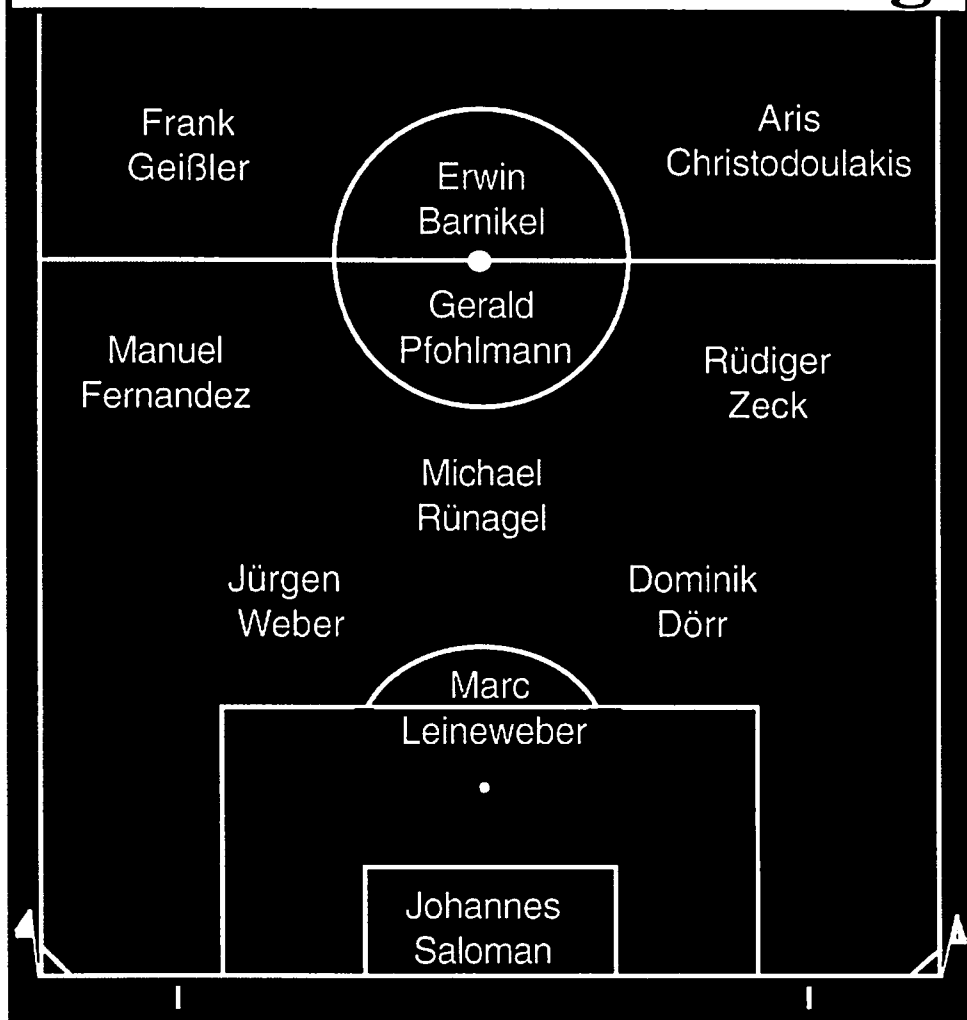 Frank
Geißler
Erwin
Barnikel
Aris
Christodoulakis
Manuel
Fernandez
Gerald
Pfohlmann
Rüdiger
Zeck
Michael
Rünagel
Jürgen
Weber
Dominik
Dörr
Marc
Leineweber
Johannes
Saloman